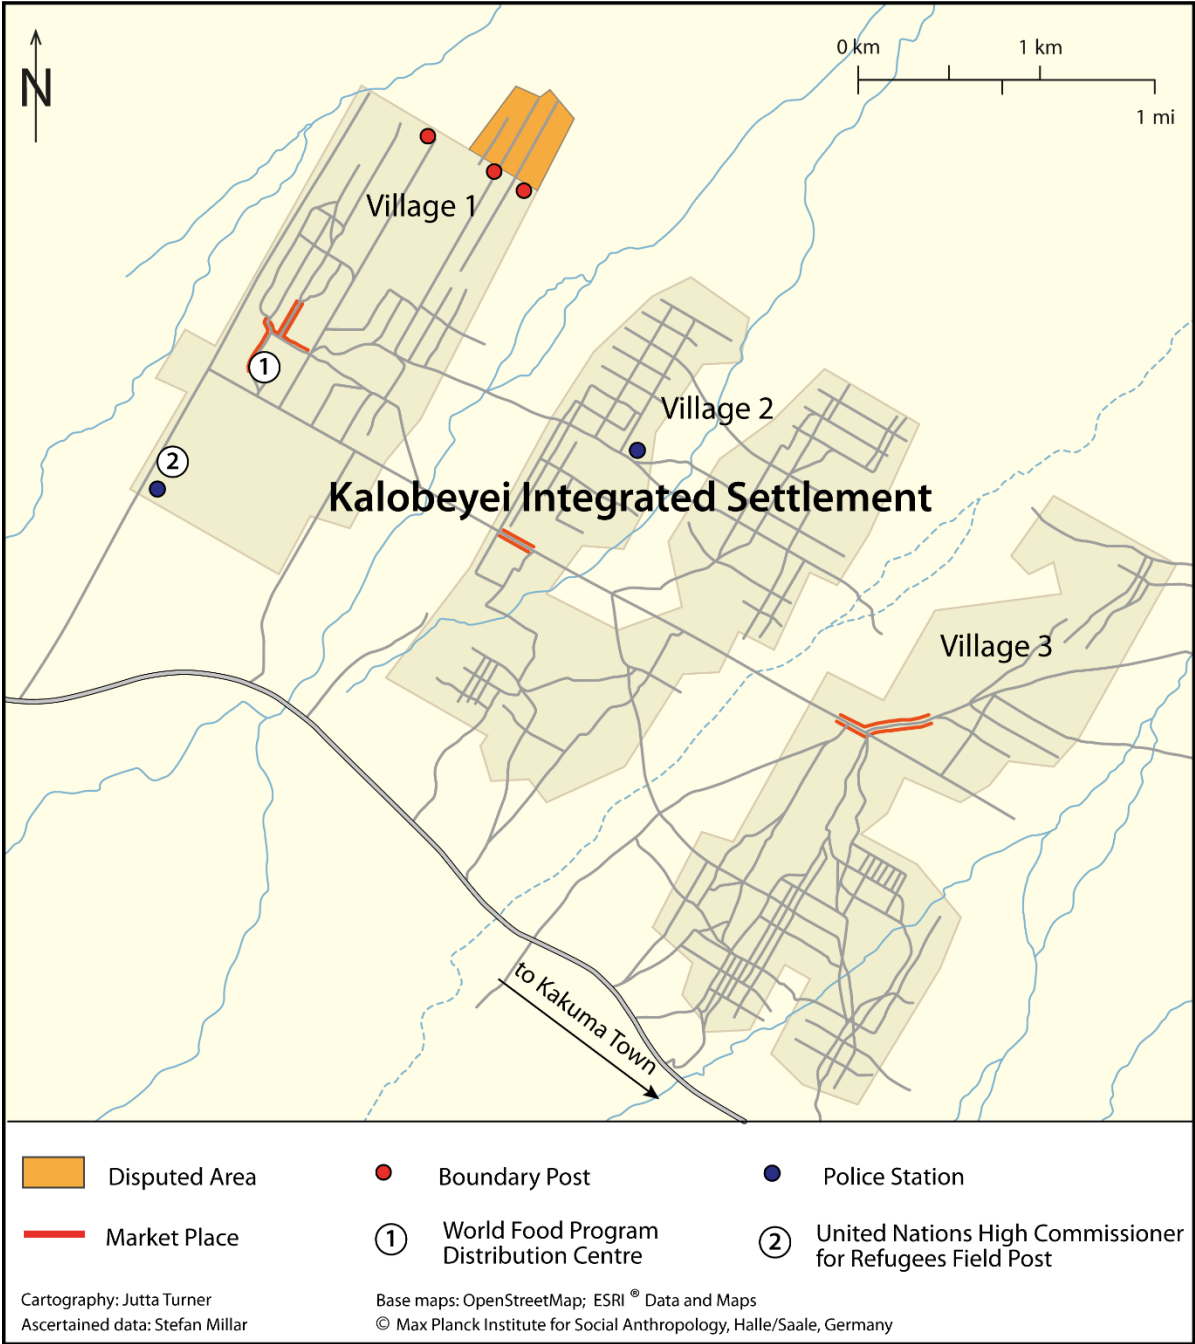 N
0 km 1 km
1 mi
Village 1
1
Village 2
2
Kalobeyei Integrated Settlement
Village 3
to Kakuma Town
Disputed Area
Boundary Post
Police Station
Market Place
1
World Food Program
Distribution Centre
2
United Nations High Commissioner
for Refugees Field Post
Cartography: Jutta Turner
Ascertained data: Stefan Millar
Base maps: OpenStreetMap; ESRI ® Data and Maps
© Max Planck Institute for Social Anthropology, Halle/Saale, Germany